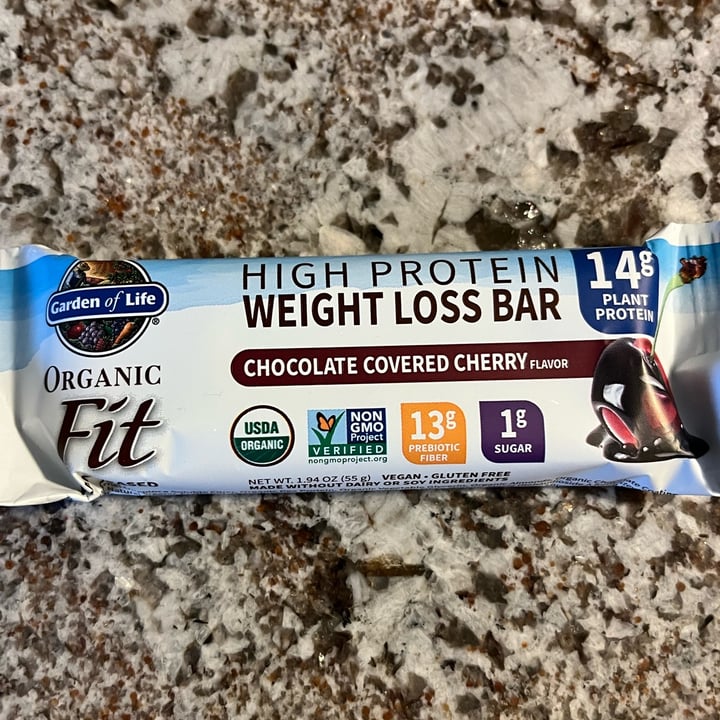 Garden of Life®
ORGANIC
Fit
HIGH PROTEIN
WEIGHT LOSS BAR
14g
PLANT
PROTEIN
CHOCOLATE COVERED CHERRY FLAVOR
USDA
ORGANIC
NON
GMO
Project
VERIFIED
nongmoproject.org
13g
PREBIOTIC
FIBER
1g
SUGAR
NET WT. 1.94 OZ (55 g) VEGAN • GLUTEN FREE
MADE WITHOUT DAIRY OR SOY INGREDIENTS